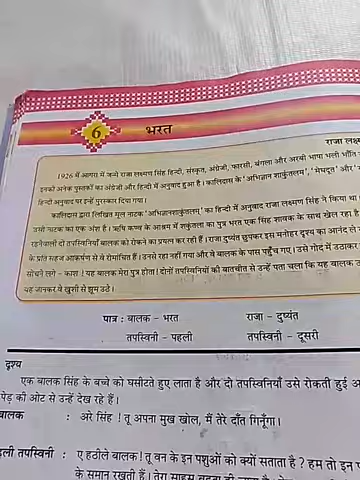 6 भरत
राजा
1926 में आगरा में जन्मे राजा लक्ष्मण सिंह हिन्दी, संस्कृत, अंग्रेजी, फारसी, बंगला और अरबी भाषा भली भाँति
इनकी अनेक पुस्तकों का अंग्रेजी और हिन्दी में अनुवाद हुआ है। कालिदास के 'अभिज्ञान शाकुंतलम', 'मेघदूत' और
हिन्दी अनुवाद पर इन्हें पुरस्कार दिया गया।
कालिदास द्वारा लिखित मूल नाटक 'अभिज्ञानशाकुंतलम्' का हिन्दी में अनुवाद राजा लक्ष्मण सिंह ने किया था
उसी नाटक का एक अंश है। ऋषि कण्व के आश्रम में शकुंतला का पुत्र भरत एक सिंह शावक के साथ खेल रहा है
रहनेवाली दो तपस्विनियाँ बालक को रोकने का प्रयत्न कर रही हैं। राजा दुष्यंत छुपकर इस मनोहर दृश्य का आनंद ले
के प्रति सहज आकर्षण से वे रोमांचित हैं। उनसे रहा नहीं गया और वे बालक के पास पहुँच गए। उसे गोद में उठाकर
सोचने लगे - काश ! यह बालक मेरा पुत्र होता। दोनों तपस्विनियों की बातचीत से उन्हें पता चला कि यह बालक
यह जानकर वे खुशी से झूम उठे।
पात्र : बालक - भरत राजा - दुष्यंत
तपस्विनी - पहली तपस्विनी - दूसरी
दृश्य
एक बालक सिंह के बच्चे को घसीटते हुए लाता है और दो तपस्विनियाँ उसे रोकती हुई
पेड़ की ओट से उन्हें देख रहे हैं।
बालक : अरे सिंह ! तू अपना मुख खोल, मैं तेरे दाँत गिनूँगा।
हली तपस्विनी : ए हठीले बालक! तू वन के इन पशुओं को क्यों सताता है ? हम तो इन
के समान रखती हैं।